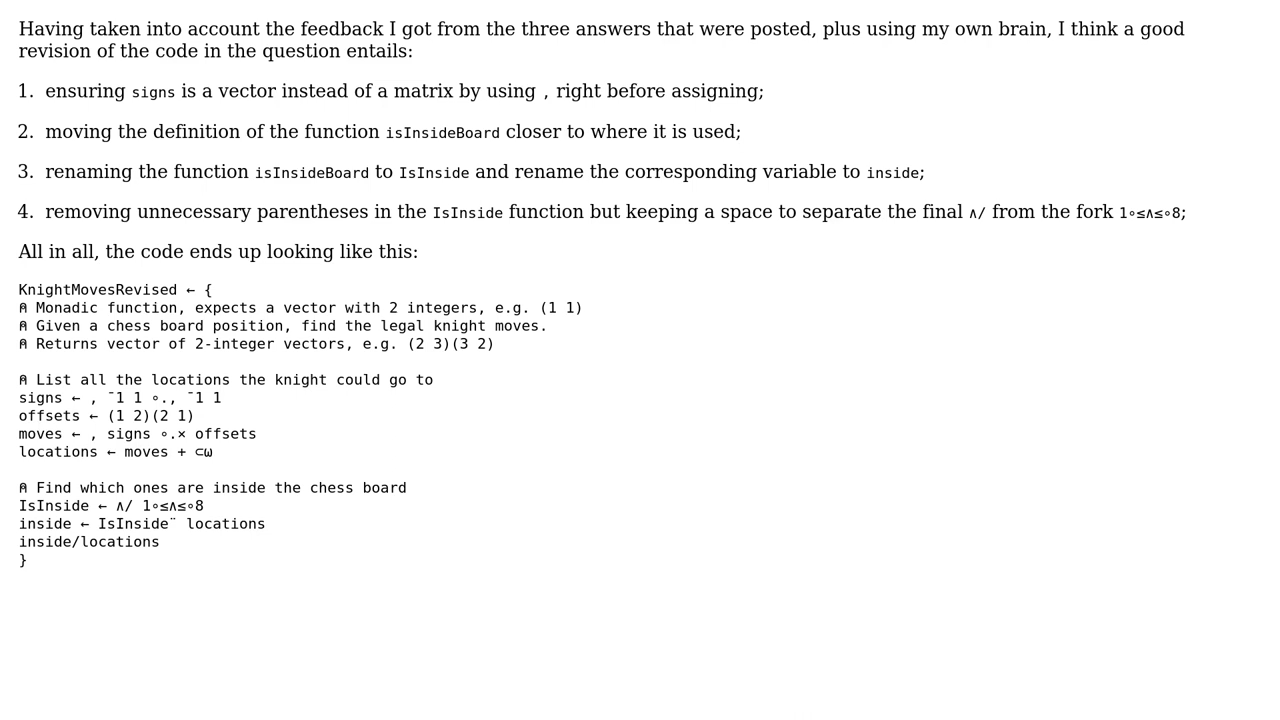 Having taken into account the feedback I got from the three answers that were posted, plus using my own brain, I think a good
revision of the code in the question entails:
1. ensuring signs is a vector instead of a matrix by using , right before assigning;
2. moving the definition of the function isInsideBoard closer to where it is used;
3. renaming the function isInsideBoard to IsInside and rename the corresponding variable to inside;
4. removing unnecessary parentheses in the IsInside function but keeping a space to separate the final ∧/ from the fork 1∘≤∧≤∘8;
All in all, the code ends up looking like this:
KnightMovesRevised ← {
⍝ Monadic function, expects a vector with 2 integers, e.g. (1 1)
⍝ Given a chess board position, find the legal knight moves.
⍝ Returns vector of 2-integer vectors, e.g. (2 3)(3 2)
⍝ List all the locations the knight could go to
signs ← , ¯1 1 ∘., ¯1 1
offsets ← (1 2)(2 1)
moves ← , signs ∘.× offsets
locations ← moves + ⊂⍵
⍝ Find which ones are inside the chess board
IsInside ← ∧/ 1∘≤∧≤∘8
inside ← IsInside¨ locations
inside/locations
}